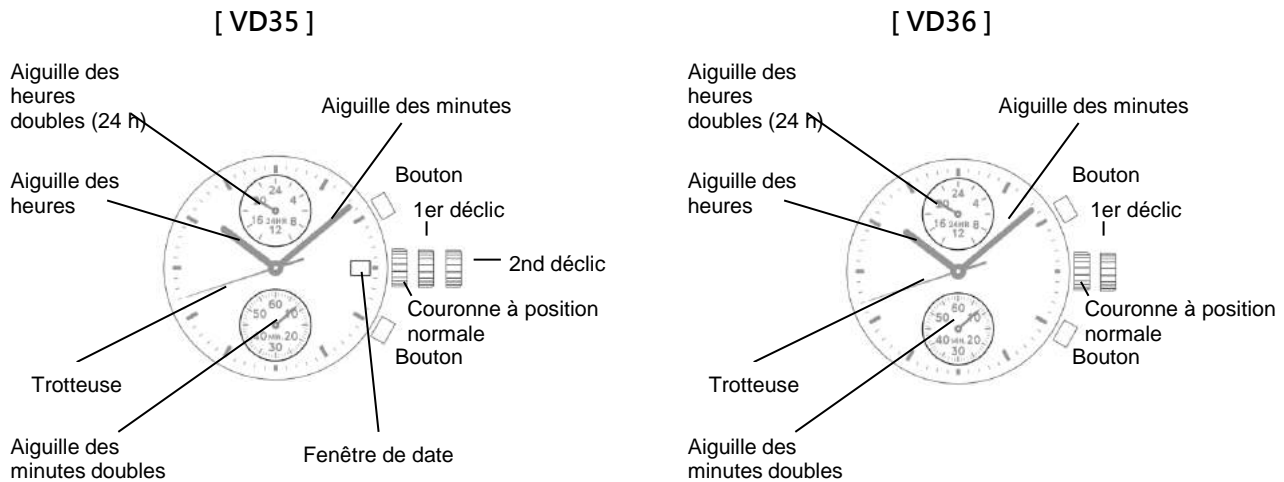 [ VD35 ]
Aiguille des
heures
doubles (24 h)
Aiguille des minutes
Aiguille des
heures
Bouton
1er déclic
2nd déclic
Couronne à position
normale
Bouton
Trotteuse
Aiguille des
minutes doubles
Fenêtre de date
24
20 4
16 24HR 8
12
60
50 10
40 MIN. 20
30
[ VD36 ]
Aiguille des
heures
doubles (24 h)
Aiguille des minutes
Aiguille des
heures
Bouton
1er déclic
Couronne à position
normale
Bouton
Trotteuse
Aiguille des
minutes doubles
24
20 4
16 24HR 8
12
60
50 10
40 MIN. 20
30